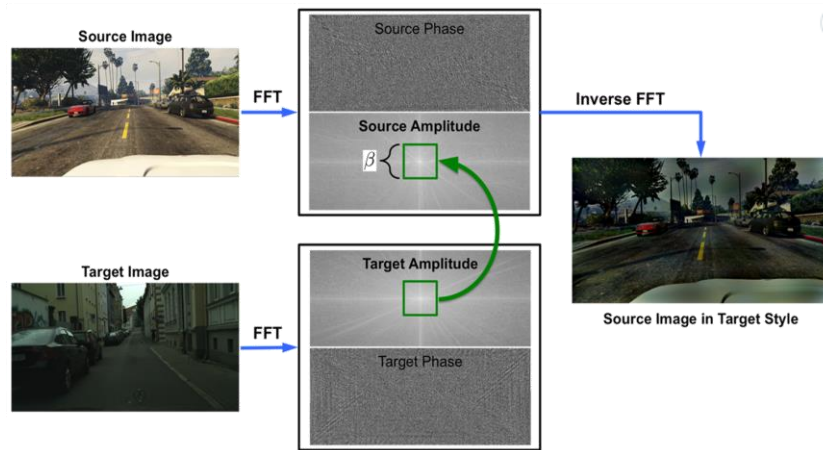 Source Image
FFT
Source Phase
Source Amplitude
β
Inverse FFT
Target Image
FFT
Target Amplitude
Target Phase
Source Image in Target Style